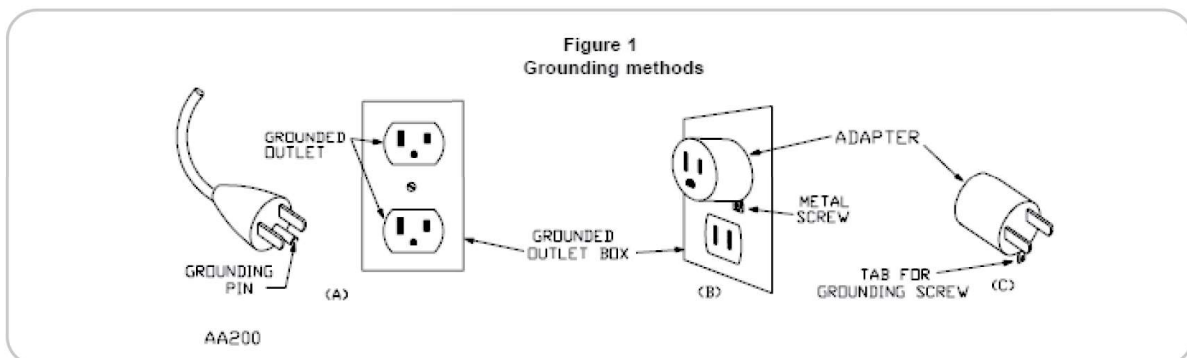 Figure 1
Grounding methods
GROUNDED
OUTLET
GROUNDING
PIN
(A)
AA200
GROUNDED
OUTLET BOX
ADAPTER
METAL
SCREW
(B)
TAB FOR
GROUNDING SCREW
(C)